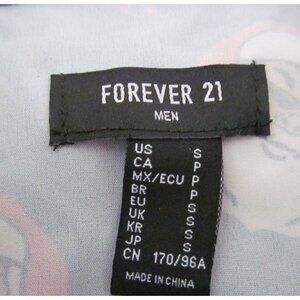 FOREVER 21
MEN
US S
CA P
MX/ECU P
BR P
EU S
UK S
KR S
JP S
CN 170/96A
MADE IN CHINA